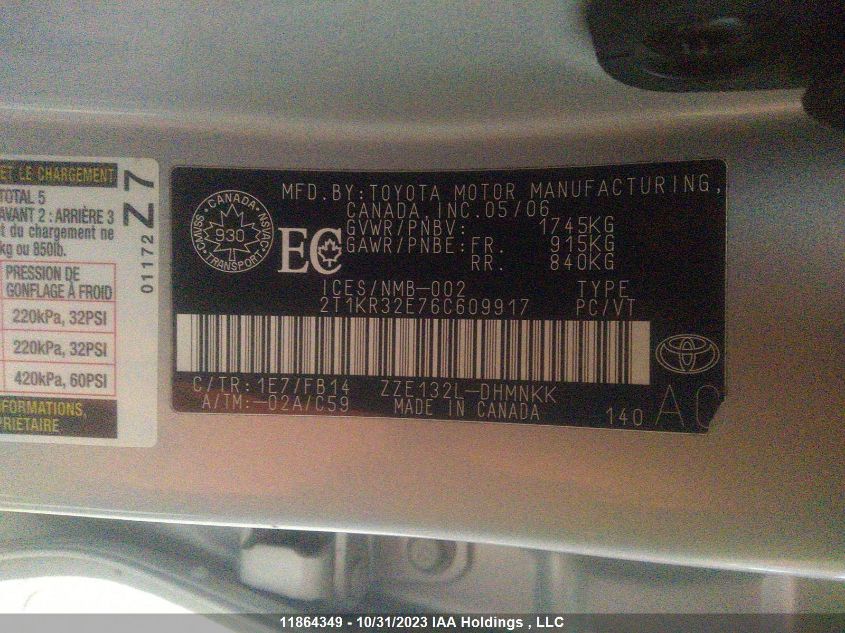 ET LE CHARGEMENT
TOTAL 5
AVANT 2 : ARRIÈRE 3
t du chargement ne
kg ou 850lb.
PRESSION DE
GONFLAGE À FROID
220kPa, 32PSI
220kPa, 32PSI
420kPa, 60PSI
FORMATIONS,
PRIÉTAIRE
01172 Z7
CANADA
930
TRANSPORT
EC
MFD.BY:TOYOTA MOTOR MANUFACTURING,
CANADA,INC.05/06
GVWR/PNBV: 1745KG
GAWR/PNBE:FR. 915KG
RR. 840KG
ICES/NMB-002 TYPE
2T1KR32E76C609917 PC/VT
C/TR:1E7/FB14 ZZE132L-DHMNKK
A/TM:-02A/C59 MADE IN CANADA 140 AC
11864349 - 10/31/2023 IAA Holdings , LLC